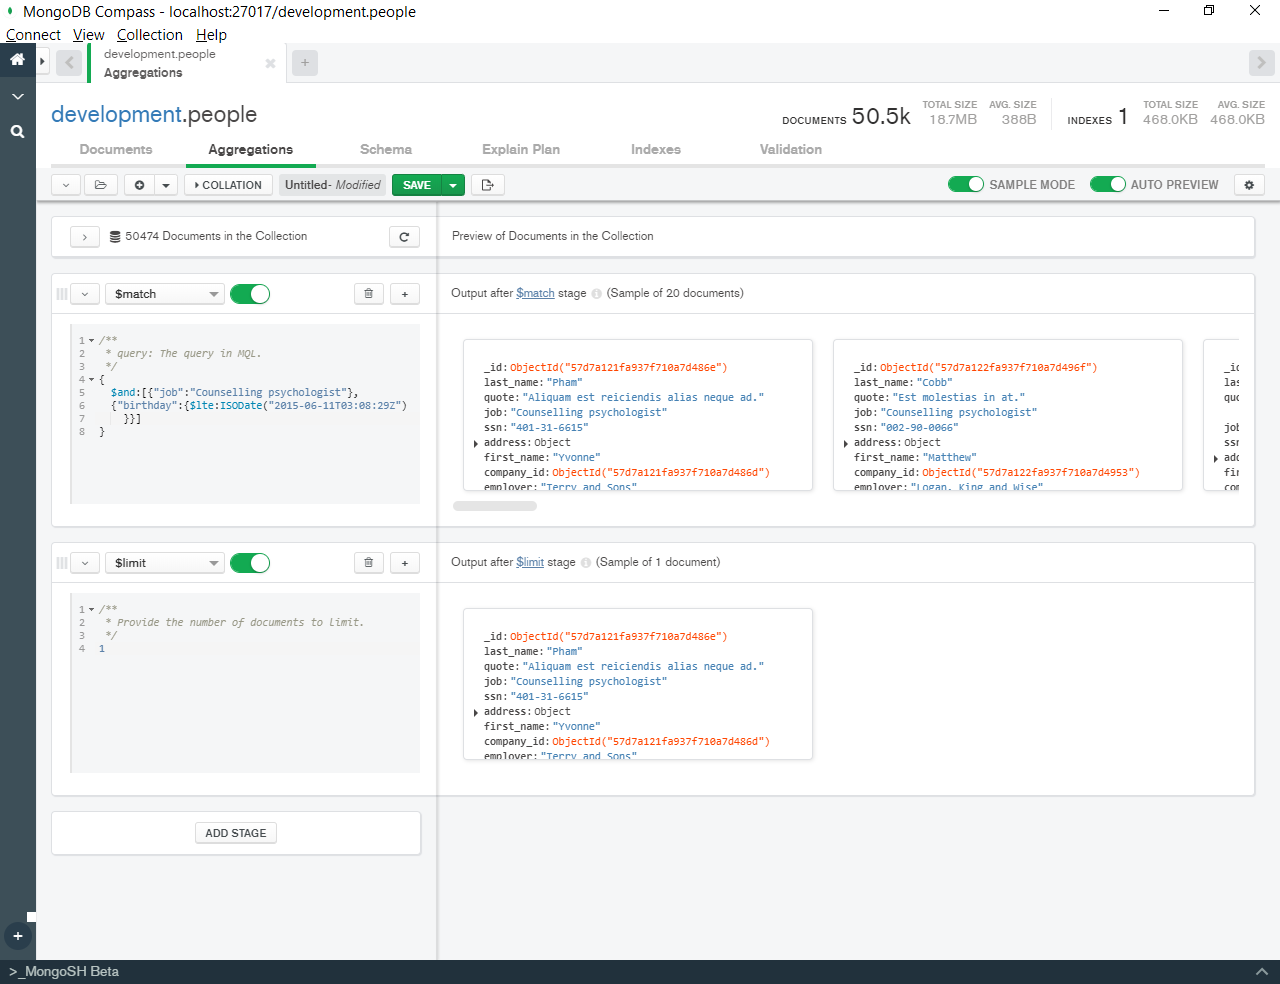 MongoDB Compass - localhost:27017/development.people
Connect View Collection Help
development.people
Aggregations
development.people
DOCUMENTS 50.5k TOTAL SIZE 18.7MB AVG. SIZE 388B INDEXES 1 TOTAL SIZE 468.0KB AVG. SIZE 468.0KB
Documents Aggregations Schema Explain Plan Indexes Validation
COLLATION Untitled- Modified SAVE SAMPLE MODE AUTO PREVIEW
50474 Documents in the Collection
Preview of Documents in the Collection
$match
Output after $match stage (Sample of 20 documents)
1 /**
2 * query: The query in MQL.
3 */
4 {
5 $and:[{"job":"Counselling psychologist"},
6 {"birthday":{$lte:ISODate("2015-06-11T03:08:29Z")
7 }}]
8 }
_id:ObjectId("57d7a121fa937f710a7d486e")
last_name:"Pham"
quote:"Aliquam est reiciendis alias neque ad."
job:"Counselling psychologist"
ssn:"401-31-6615"
address:Object
first_name:"Yvonne"
company_id:ObjectId("57d7a121fa937f710a7d486d")
employer:"Terry and Sons"
_id:ObjectId("57d7a122fa937f710a7d496f")
last_name:"Cobb"
quote:"Est molestias in at."
job:"Counselling psychologist"
ssn:"002-90-0066"
address:Object
first_name:"Matthew"
company_id:ObjectId("57d7a122fa937f710a7d4953")
employer:"Logan, King and Wise"
$limit
Output after $limit stage (Sample of 1 document)
1 /**
2 * Provide the number of documents to limit.
3 */
4 1
_id:ObjectId("57d7a121fa937f710a7d486e")
last_name:"Pham"
quote:"Aliquam est reiciendis alias neque ad."
job:"Counselling psychologist"
ssn:"401-31-6615"
address:Object
first_name:"Yvonne"
company_id:ObjectId("57d7a121fa937f710a7d486d")
employer:"Terry and Sons"
ADD STAGE
>_MongoSH Beta